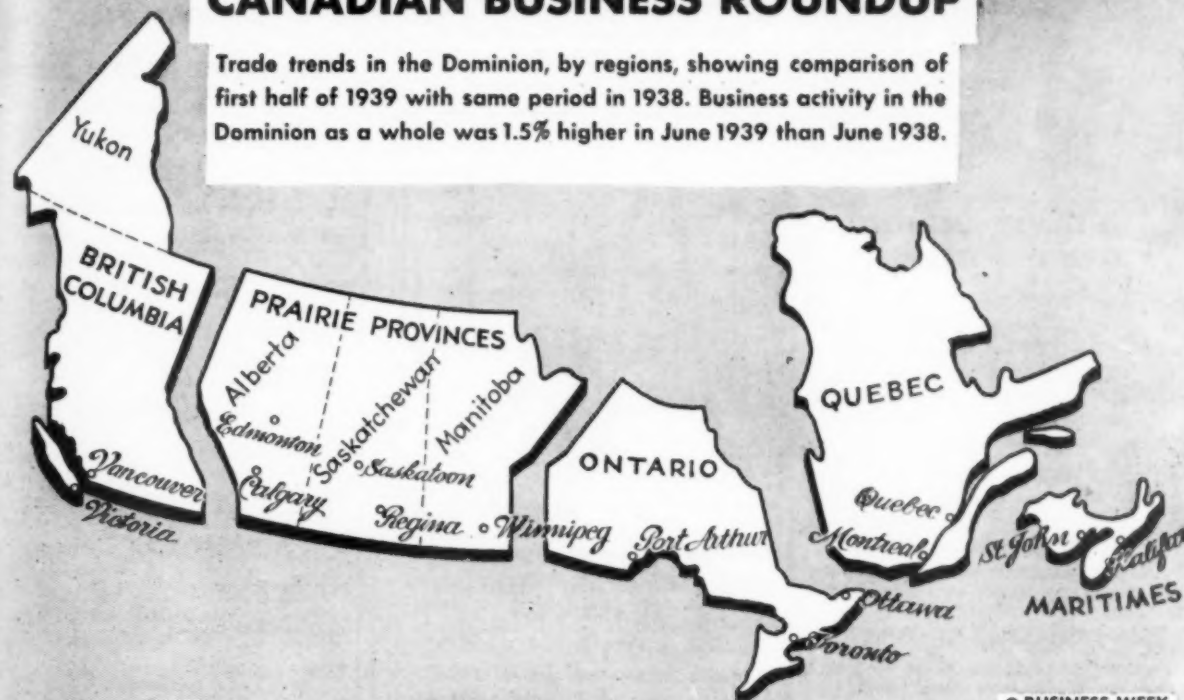 CANADIAN BUSINESS ROUNDUP
Trade trends in the Dominion, by regions, showing comparison of
first half of 1939 with same period in 1938. Business activity in the
Dominion as a whole was 1.5% higher in June 1939 than June 1938.
Yukon
BRITISH
COLUMBIA
Vancouver
Victoria
PRAIRIE PROVINCES
Alberta
Edmonton
Calgary
Saskatchewan
Saskatoon
Regina
Manitoba
Winnipeg
ONTARIO
Port Arthur
Ottawa
Toronto
QUEBEC
Quebec
Montreal
St. John
Halifax
MARITIMES
© BUSINESS WEEK